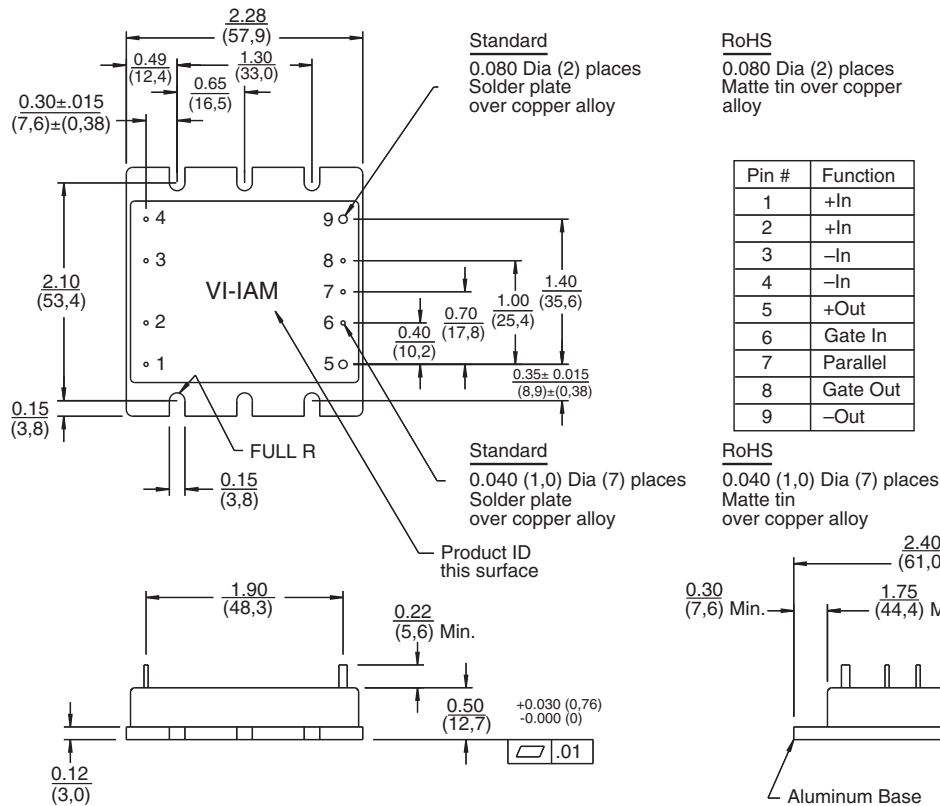 2.28
(57,9)
0.49
(12,4)
1.30
(33,0)
0.65
(16,5)
0.30±.015
(7,6)±(0,38)
Standard
0.080 Dia (2) places
Solder plate
over copper alloy
RoHS
0.080 Dia (2) places
Matte tin over copper
alloy
Pin # Function
1 +In
2 +In
3 –In
4 –In
5 +Out
6 Gate In
7 Parallel
8 Gate Out
9 –Out
4
3
2
1
VI-IAM
9
8
7
6
5
2.10
(53,4)
0.15
(3,8)
0.40
(10,2)
0.70
(17,8)
1.00
(25,4)
1.40
(35,6)
0.35± 0.015
(8,9)±(0,38)
FULL R
0.15
(3,8)
Standard
0.040 (1,0) Dia (7) places
Solder plate
over copper alloy
RoHS
0.040 (1,0) Dia (7) places
Matte tin
over copper alloy
Product ID
this surface
1.90
(48,3)
0.22
(5,6) Min.
0.50
(12,7)
+0.030 (0,76)
-0.000 (0)
.01
0.12
(3,0)
2.40
(61,0
0.30
(7,6) Min.
1.75
(44,4) M
Aluminum Base